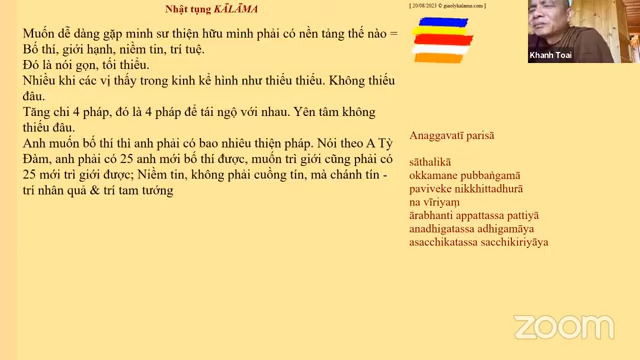 Nhật tụng KĀLĀMA
Muốn dễ dàng gặp minh sư thiện hữu mình phải có nền tảng thế nào =
Bố thí, giới hạnh, niềm tin, trí tuệ.
Đó là nói gọn, tối thiểu.
Nhiều khi các vị thấy trong kinh kể hình như thiếu thiếu. Không thiếu
đâu.
Tăng chi 4 pháp, đó là 4 pháp để tái ngộ với nhau. Yên tâm không
thiếu đâu.
Anh muốn bố thí thì anh phải có bao nhiêu thiện pháp. Nói theo A Tỳ
Đàm, anh phải có 25 anh mới bố thí được, muốn trì giới cũng phải có
25 mới trì giới được; Niềm tin, không phải cuồng tín, mà chánh tín -
trí nhân quả & trí tam tướng
[ 20/08/2023 © giaolykalama.com ]
Khanh Toai
Anaggavatī parisā
sāthalikā
okkamane pubbaṅgamā
paviveke nikkhittadhurā
na vīriyaṃ
ārabhanti appattassa pattiyā
anadhigatassa adhigamāya
asacchikatassa sacchikiriyāya
zoom